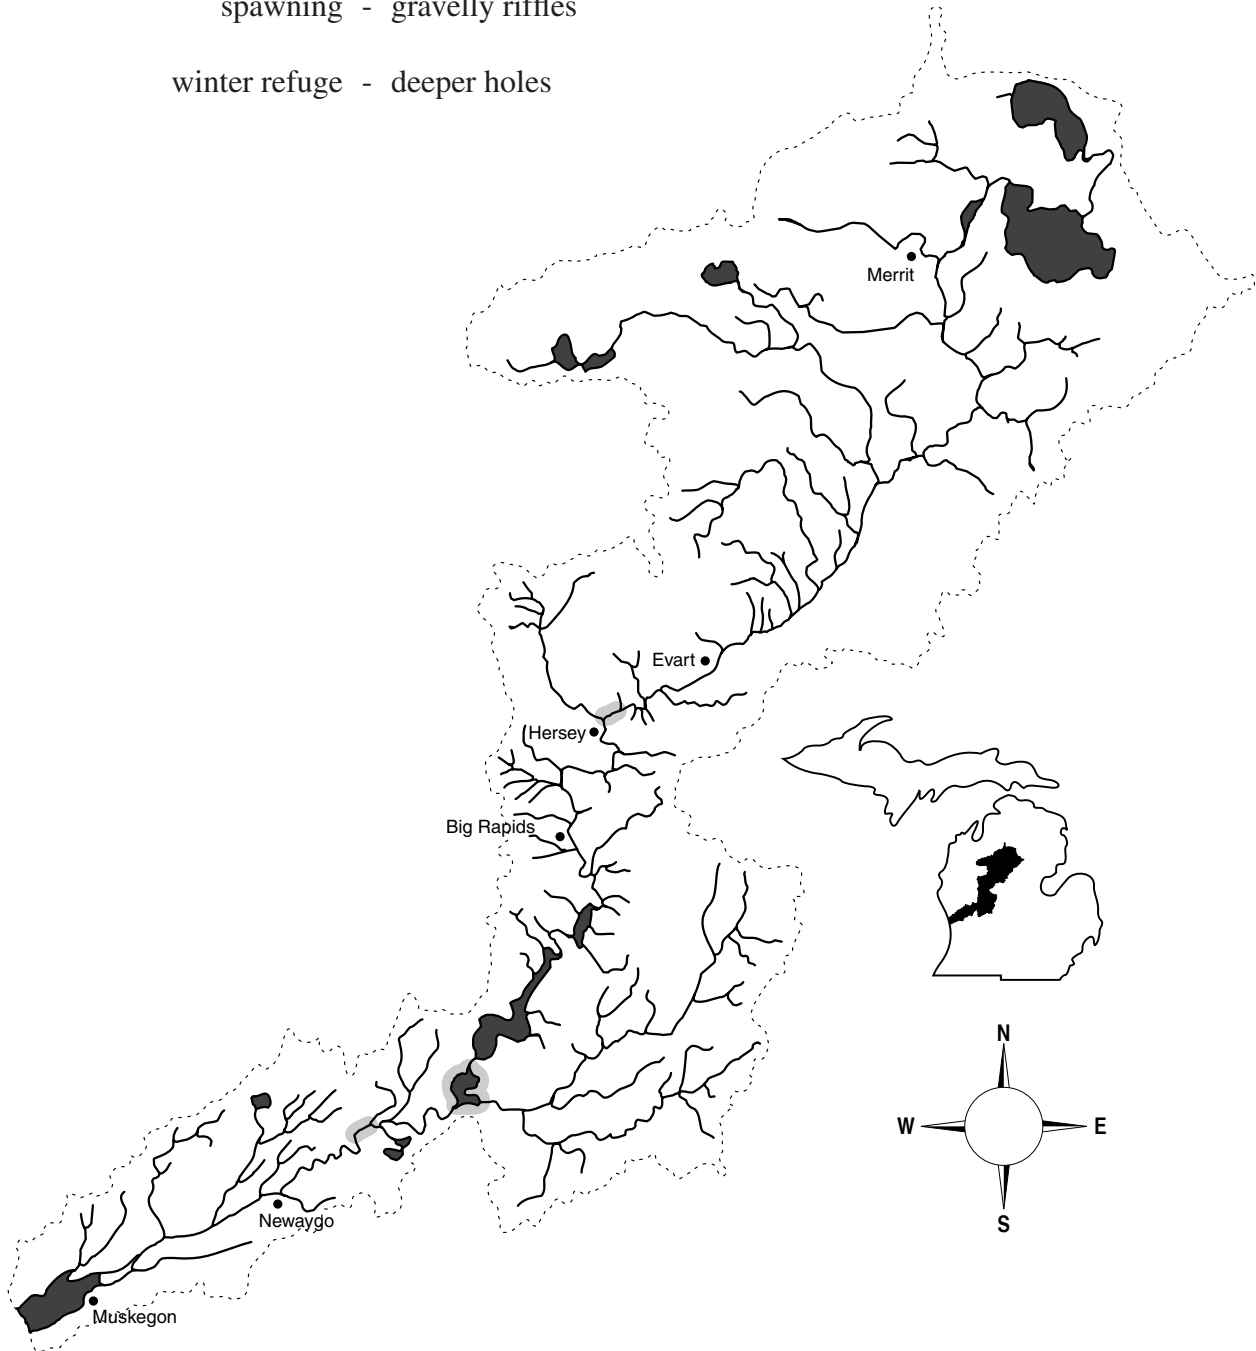 spawning - gravelly riffles
winter refuge - deeper holes
Merrit
Evart
Hersey
Big Rapids
N
W E
S
Newaygo
Muskegon